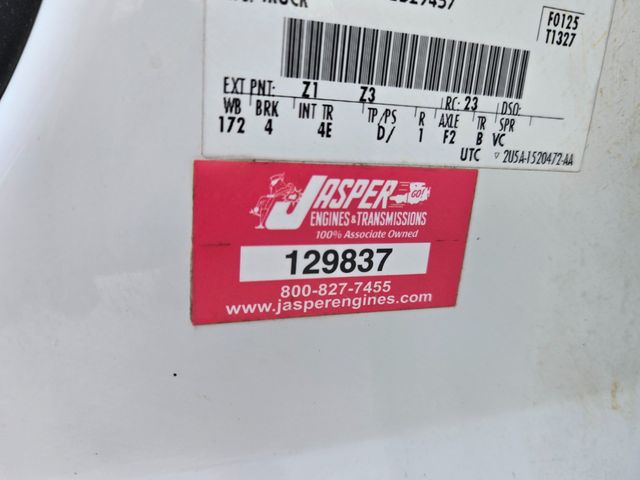 TRUCK
F0125
T1327
EXT PNT: Z1 Z3 RC: 23 DSO:
WB BRK INT TR TP/PS R AXLE TR SPR
172 4 4E D/ 1 F2 B VC
UTC ▽ 2U5A-1520472-AA
JASPER GO!
ENGINES & TRANSMISSIONS
100% Associate Owned
129837
800-827-7455
www.jasperengines.com